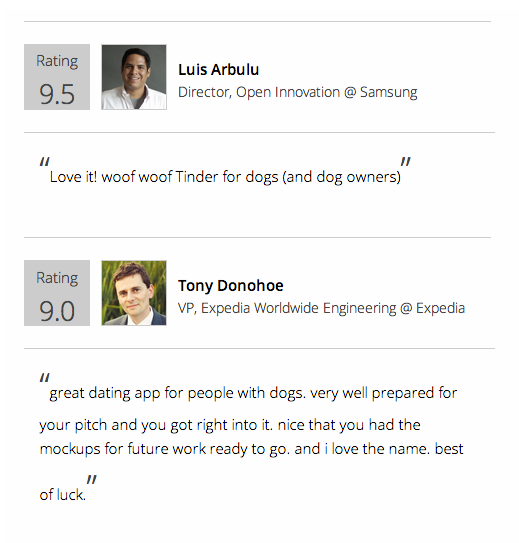 Rating
9.5
Luis Arbulu
Director, Open Innovation @ Samsung
“Love it! woof woof Tinder for dogs (and dog owners)”
Rating
9.0
Tony Donohoe
VP, Expedia Worldwide Engineering @ Expedia
“great dating app for people with dogs. very well prepared for
your pitch and you got right into it. nice that you had the
mockups for future work ready to go. and i love the name. best
of luck.”